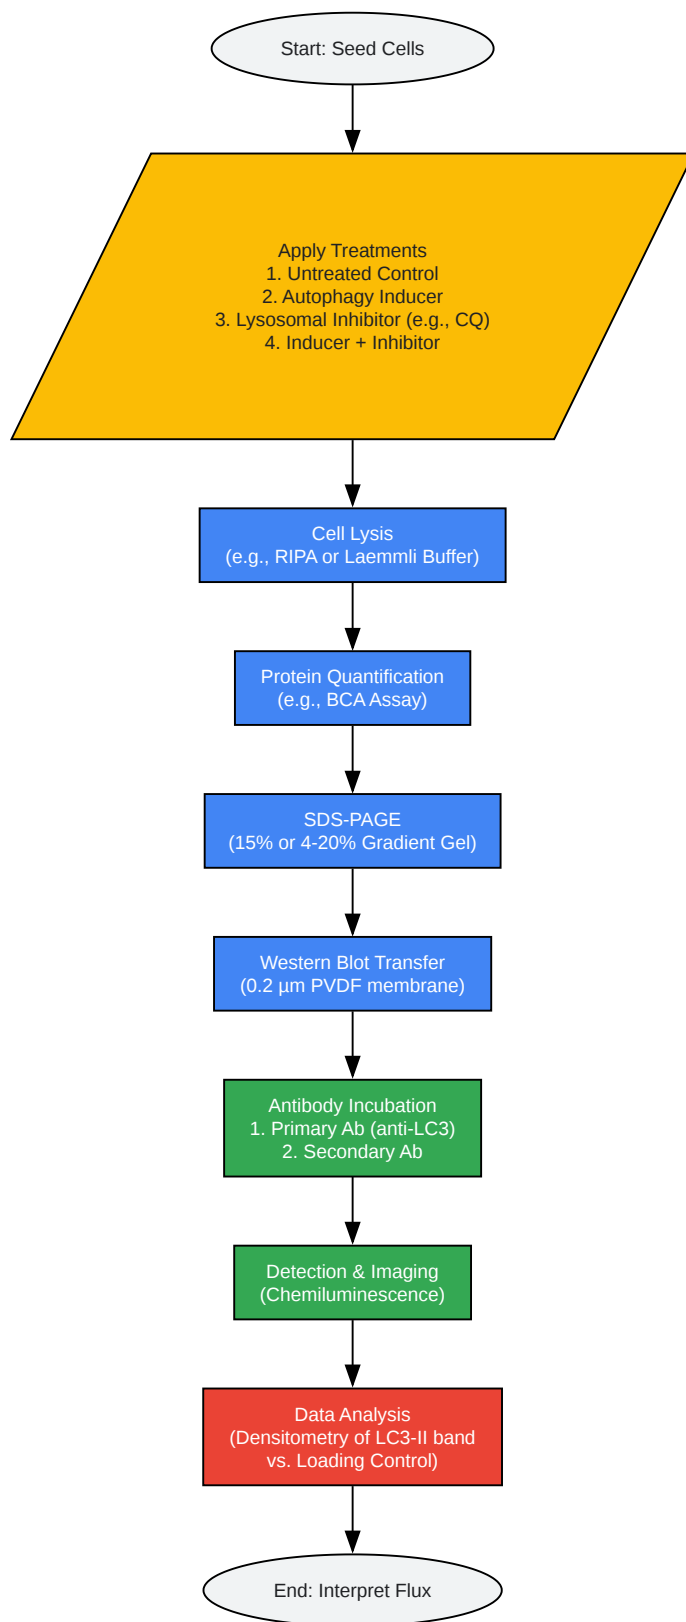 Start: Seed Cells
Apply Treatments
1. Untreated Control
2. Autophagy Inducer
3. Lysosomal Inhibitor (e.g., CQ)
4. Inducer + Inhibitor
Cell Lysis
(e.g., RIPA or Laemmli Buffer)
Protein Quantification
(e.g., BCA Assay)
SDS-PAGE
(15% or 4-20% Gradient Gel)
Western Blot Transfer
(0.2 µm PVDF membrane)
Antibody Incubation
1. Primary Ab (anti-LC3)
2. Secondary Ab
Detection & Imaging
(Chemiluminescence)
Data Analysis
(Densitometry of LC3-II band
vs. Loading Control)
End: Interpret Flux